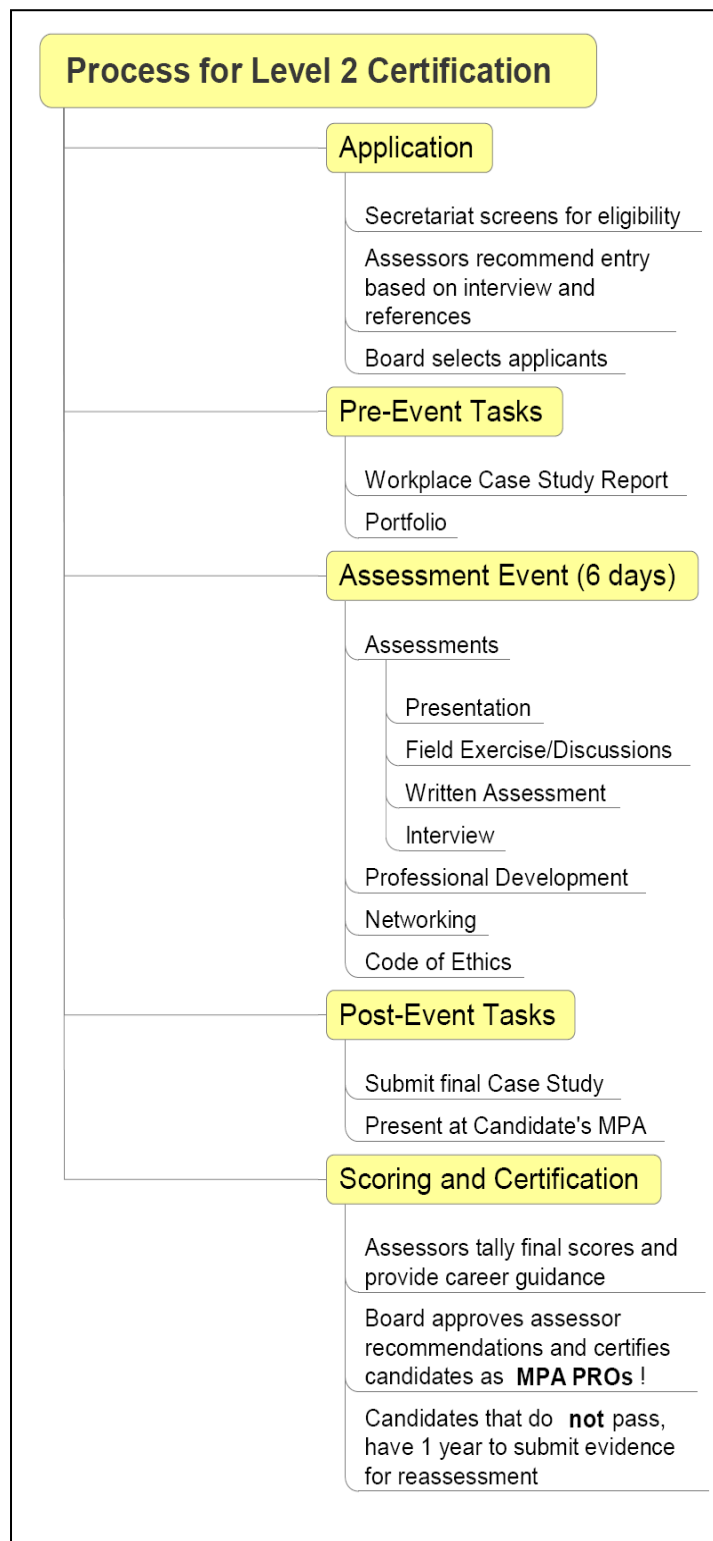 Process for Level 2 Certification
Application
Secretariat screens for eligibility
Assessors recommend entry
based on interview and
references
Board selects applicants
Pre-Event Tasks
Workplace Case Study Report
Portfolio
Assessment Event (6 days)
Assessments
Presentation
Field Exercise/Discussions
Written Assessment
Interview
Professional Development
Networking
Code of Ethics
Post-Event Tasks
Submit final Case Study
Present at Candidate's MPA
Scoring and Certification
Assessors tally final scores and
provide career guidance
Board approves assessor
recommendations and certifies
candidates as MPA PROs !
Candidates that do not pass,
have 1 year to submit evidence
for reassessment